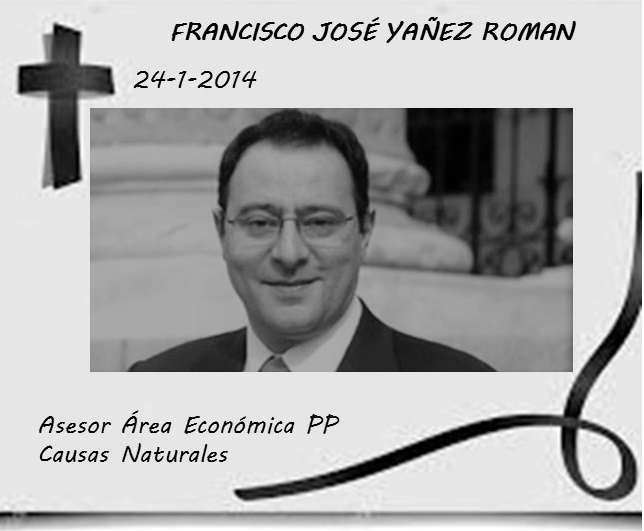 FRANCISCO JOSÉ YAÑEZ ROMAN
24-1-2014
Asesor Área Económica PP
Causas Naturales